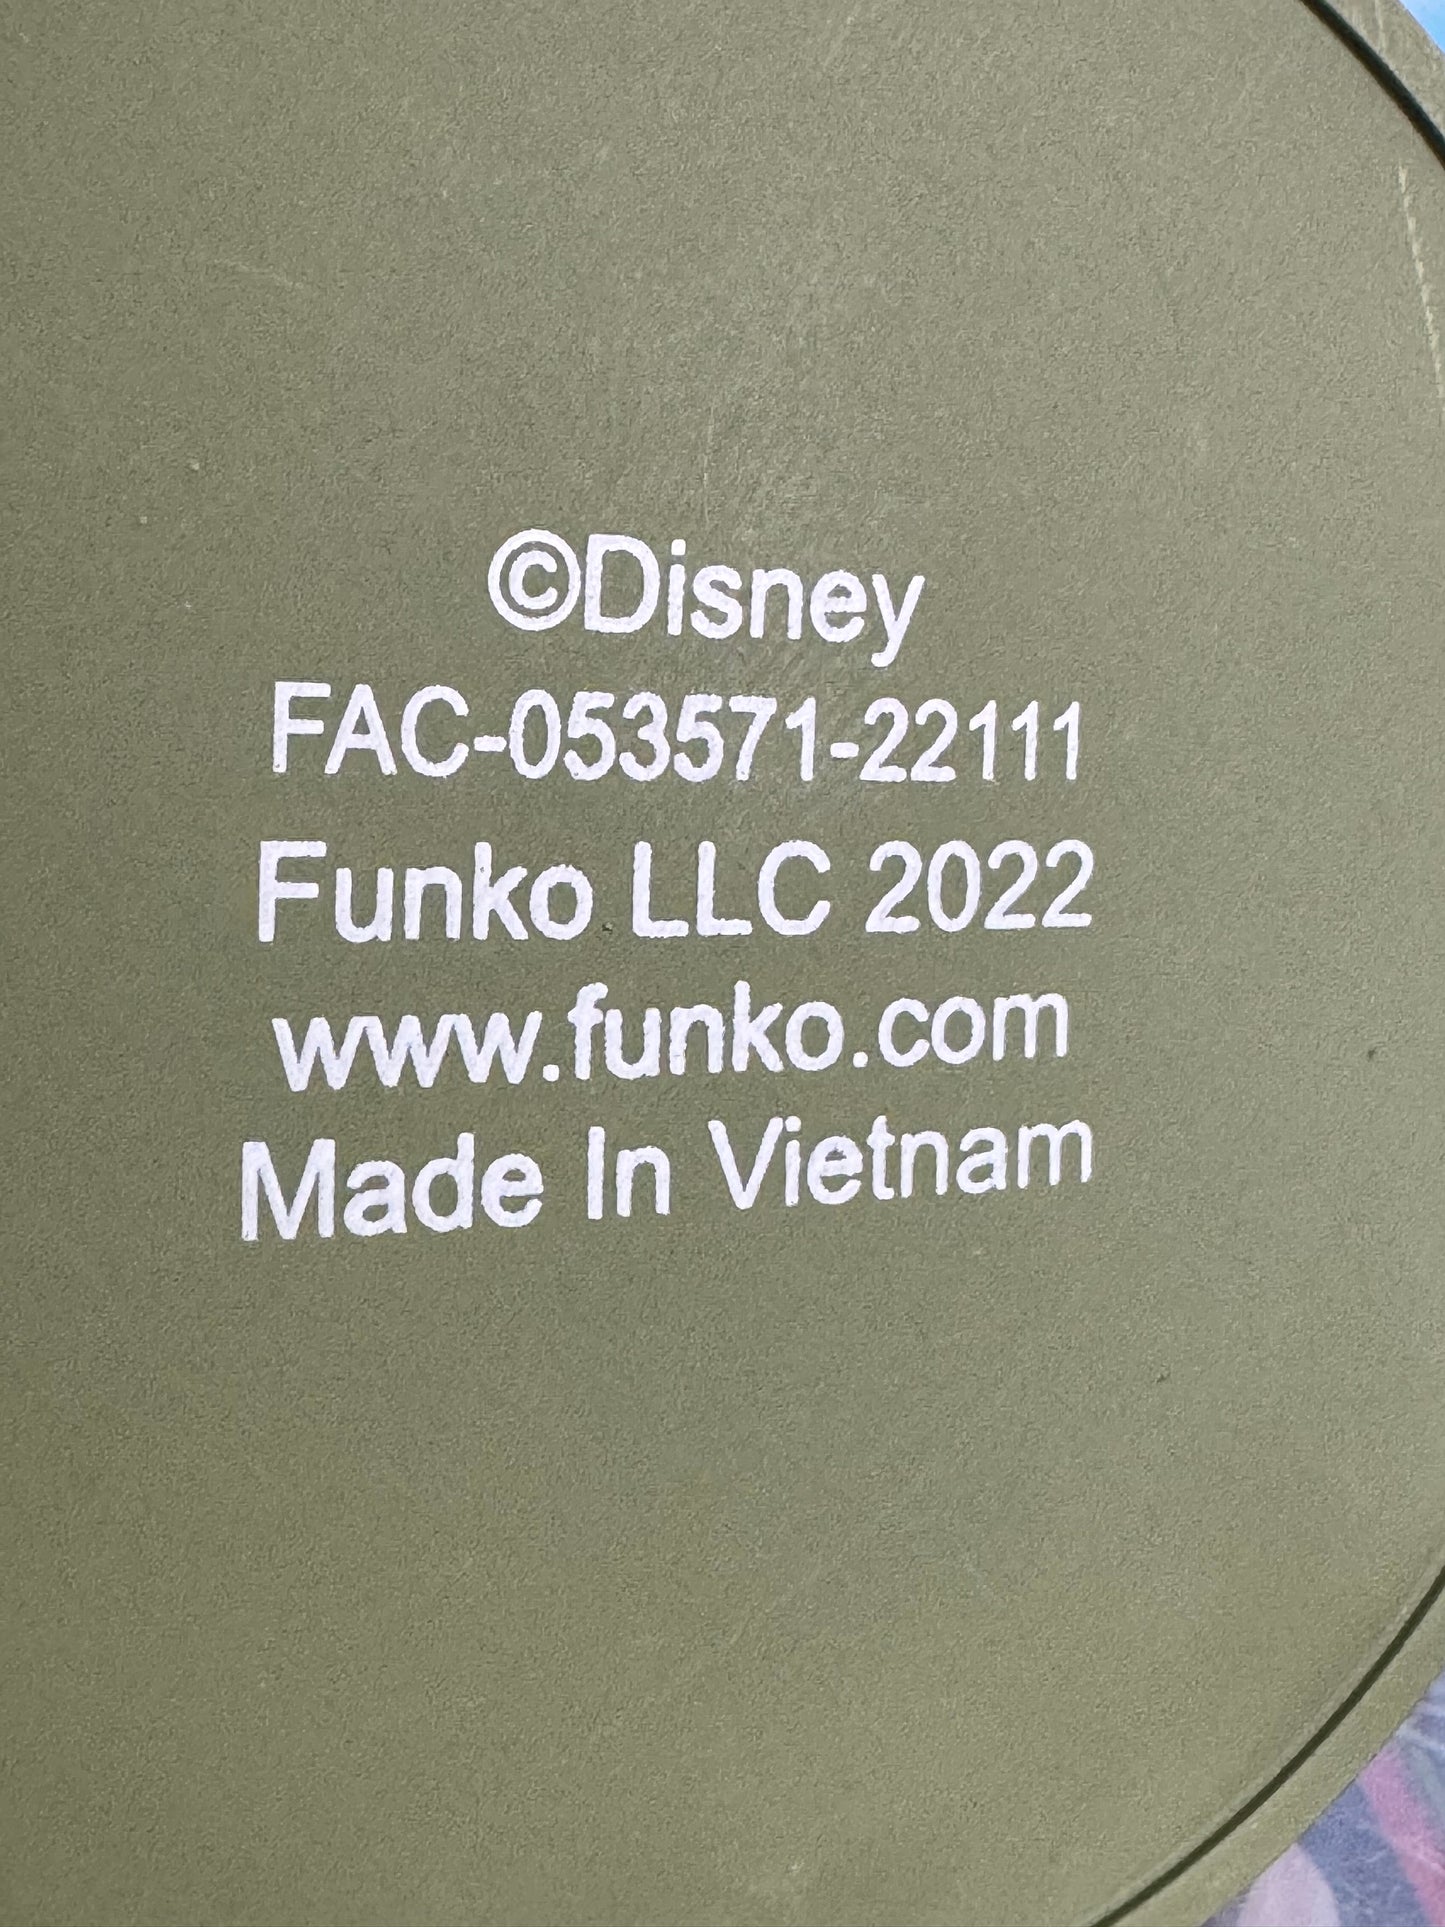 ©Disney
FAC-053571-22111
Funko LLC 2022
www.funko.com
Made In Vietnam